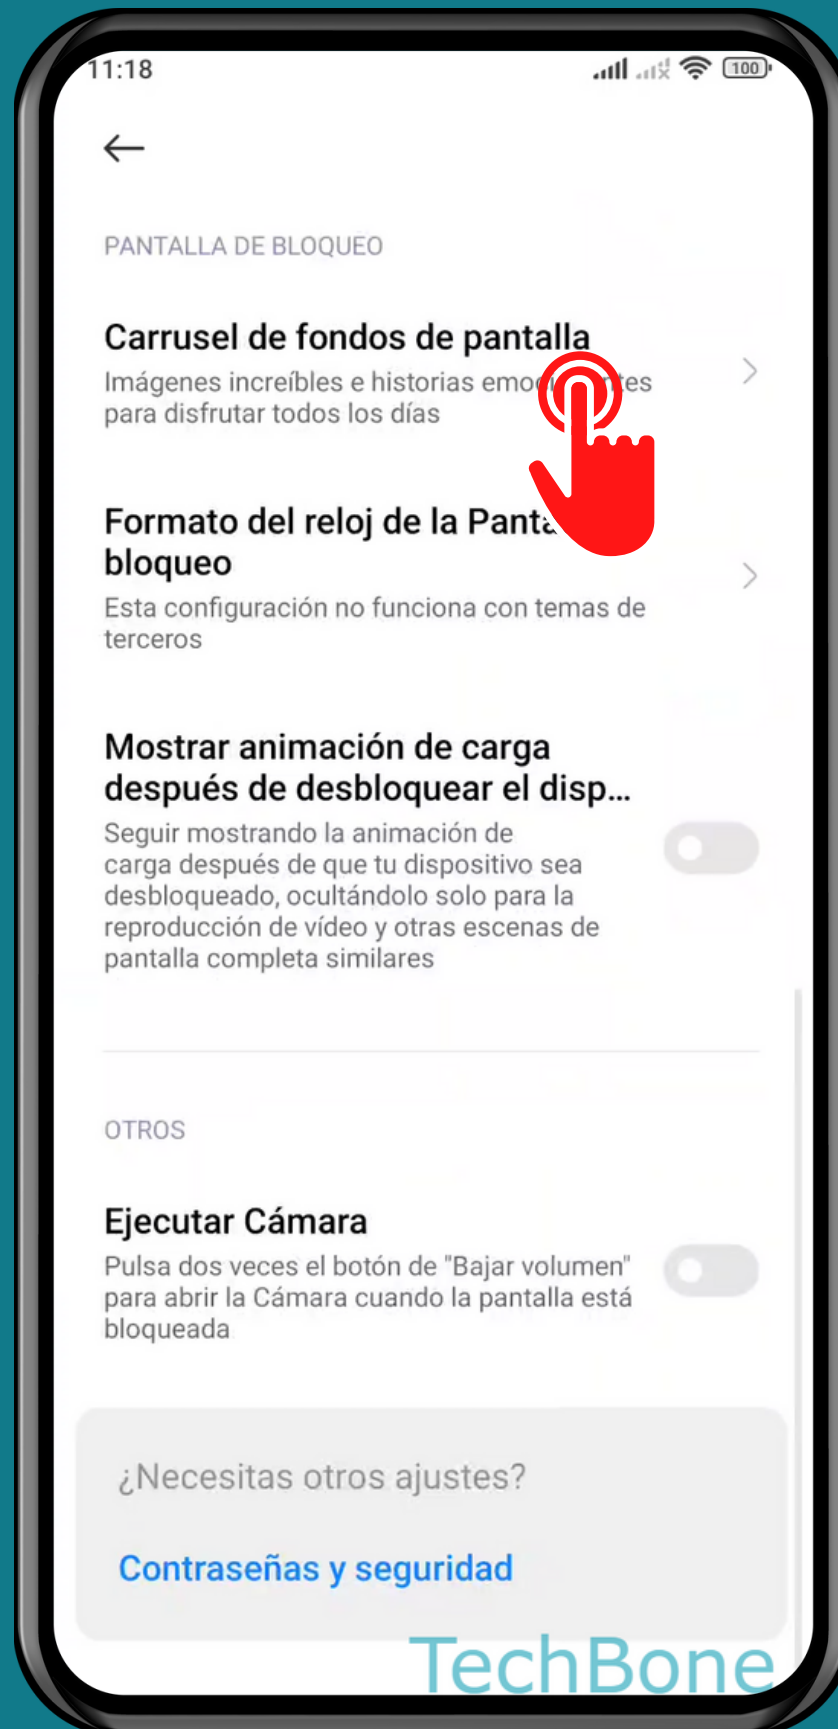 11:18
100
PANTALLA DE BLOQUEO
Carrusel de fondos de pantalla
Imágenes increíbles e historias
para disfrutar todos los días
Formato del reloj de la
bloqueo
Esta configuración no funciona con temas de
terceros
Mostrar animación de carga
después de desbloquear el disp...
Seguir mostrando la animación de
carga después de que tu dispositivo sea
desbloqueado, ocultándolo solo para la
reproducción de vídeo y otras escenas de
pantalla completa similares
OTROS
Ejecutar Cámara
Pulsa dos veces el botón de "Bajar volumen"
para abrir la Cámara cuando la pantalla está
bloqueada
¿Necesitas otros ajustes?
Contraseñas y seguridad
TechBone